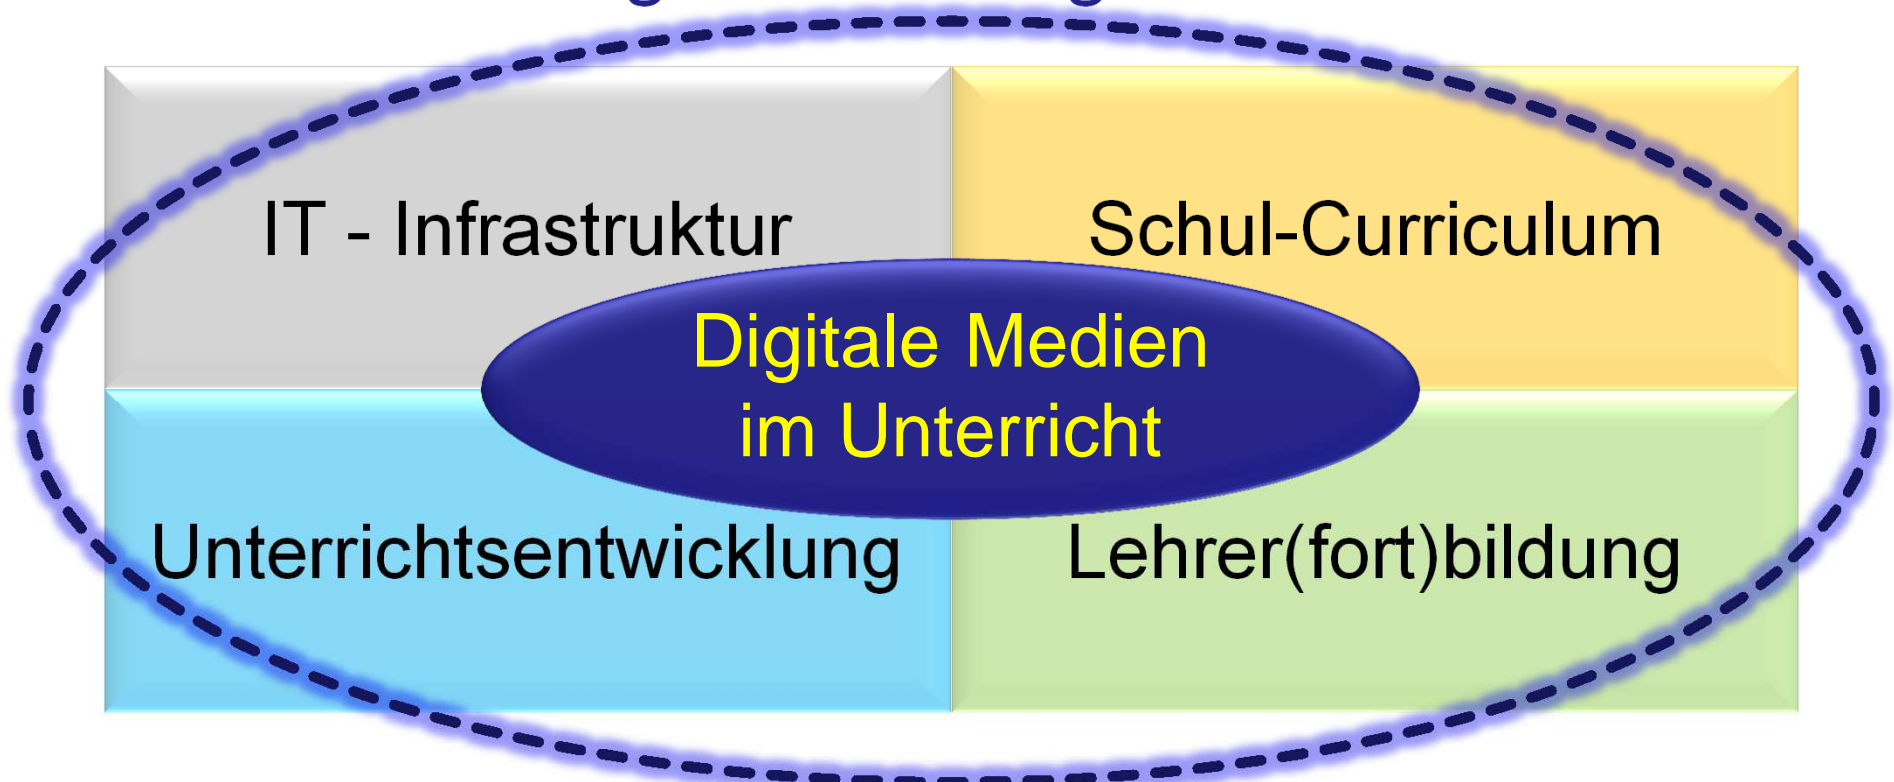 IT - Infrastruktur
Schul-Curriculum
Digitale Medien
im Unterricht
Unterrichtsentwicklung
Lehrer(fort)bildung